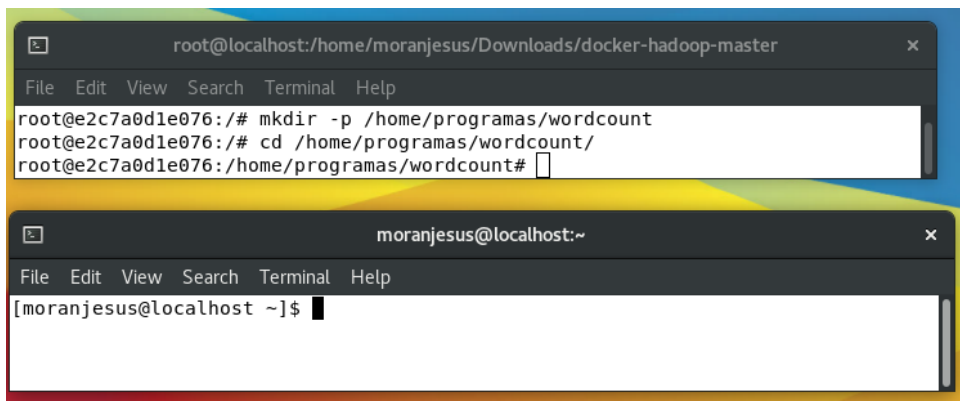 root@localhost:/home/moranjesus/Downloads/docker-hadoop-master ×
File Edit View Search Terminal Help
root@e2c7a0d1e076:/# mkdir -p /home/programas/wordcount
root@e2c7a0d1e076:/# cd /home/programas/wordcount/
root@e2c7a0d1e076:/home/programas/wordcount#
moranjesus@localhost:~ ×
File Edit View Search Terminal Help
[moranjesus@localhost ~]$